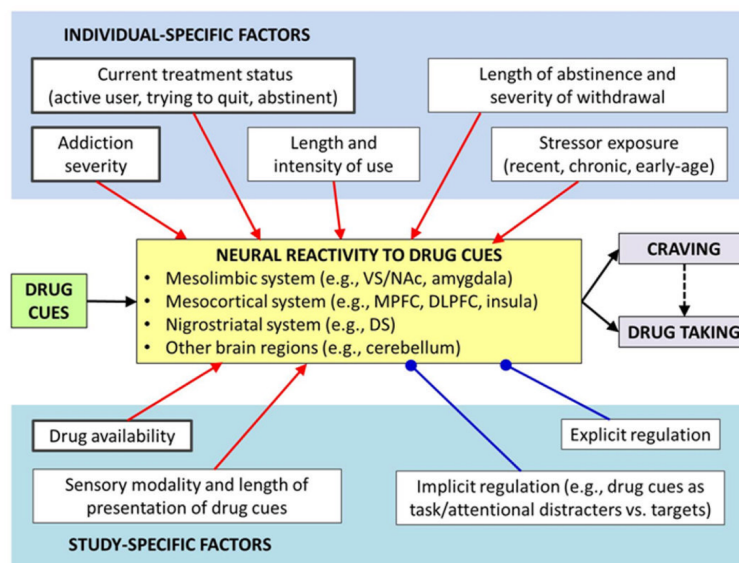 INDIVIDUAL-SPECIFIC FACTORS
Current treatment status
(active user, trying to quit, abstinent)
Length of abstinence and
severity of withdrawal
Addiction
severity
Length and
intensity of use
Stressor exposure
(recent, chronic, early-age)
DRUG
CUES
NEURAL REACTIVITY TO DRUG CUES
• Mesolimbic system (e.g., VS/NAc, amygdala)
• Mesocortical system (e.g., MPFC, DLPFC, insula)
• Nigrostriatal system (e.g., DS)
• Other brain regions (e.g., cerebellum)
CRAVING
DRUG TAKING
Drug availability
Explicit regulation
Sensory modality and length of
presentation of drug cues
Implicit regulation (e.g., drug cues as
task/attentional distracters vs. targets)
STUDY-SPECIFIC FACTORS